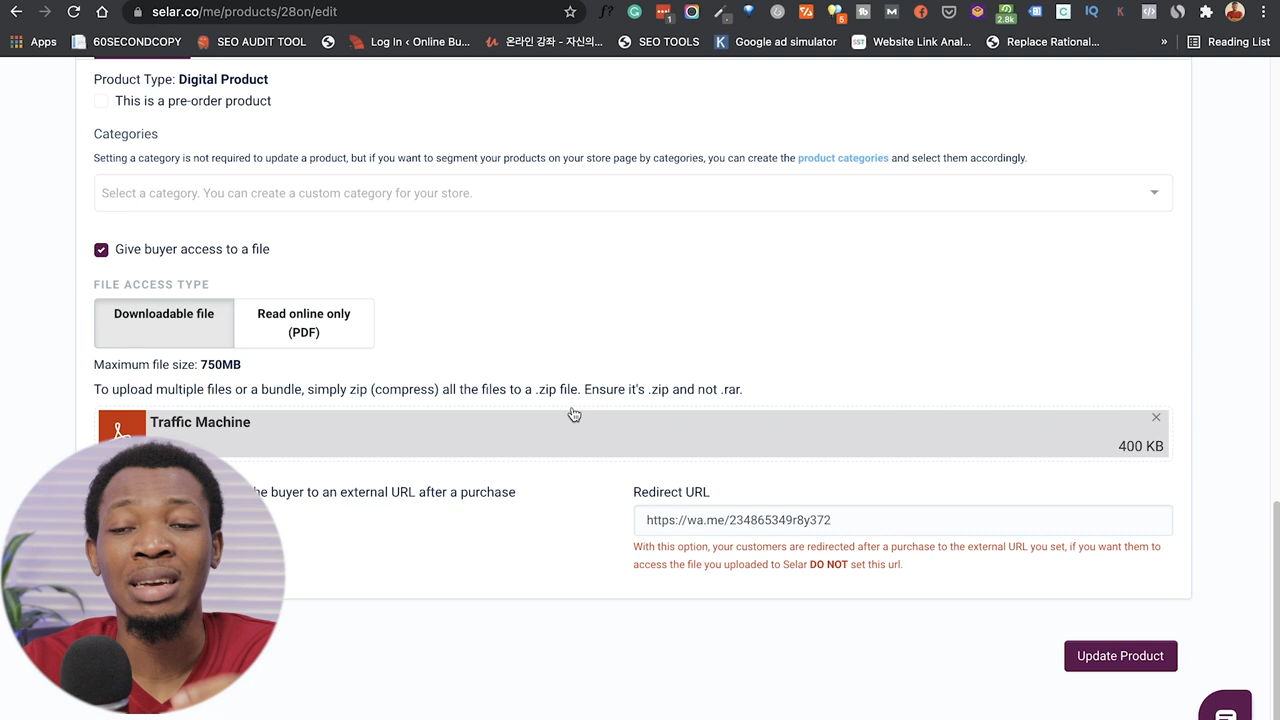 selar.co/me/products/28on/edit
1
5
2.8k
Apps
60SECONDCOPY
SEO AUDIT TOOL
Log In ‹ Online Bu...
온라인 강좌 - 자신의...
SEO TOOLS
Google ad simulator
SST
Website Link Anal...
Replace Rational...
»
Reading List
Product Type: Digital Product
This is a pre-order product
Categories
Setting a category is not required to update a product, but if you want to segment your products on your store page by categories, you can create the product categories and select them accordingly.
Select a category. You can create a custom category for your store.
Give buyer access to a file
FILE ACCESS TYPE
Downloadable file
Read online only
(PDF)
Maximum file size: 750MB
To upload multiple files or a bundle, simply zip (compress) all the files to a .zip file. Ensure it's .zip and not .rar.
Traffic Machine
400 KB
buyer to an external URL after a purchase
Redirect URL
https://wa.me/234865349r8y372
With this option, your customers are redirected after a purchase to the external URL you set, if you want them to
access the file you uploaded to Selar DO NOT set this url.
Update Product